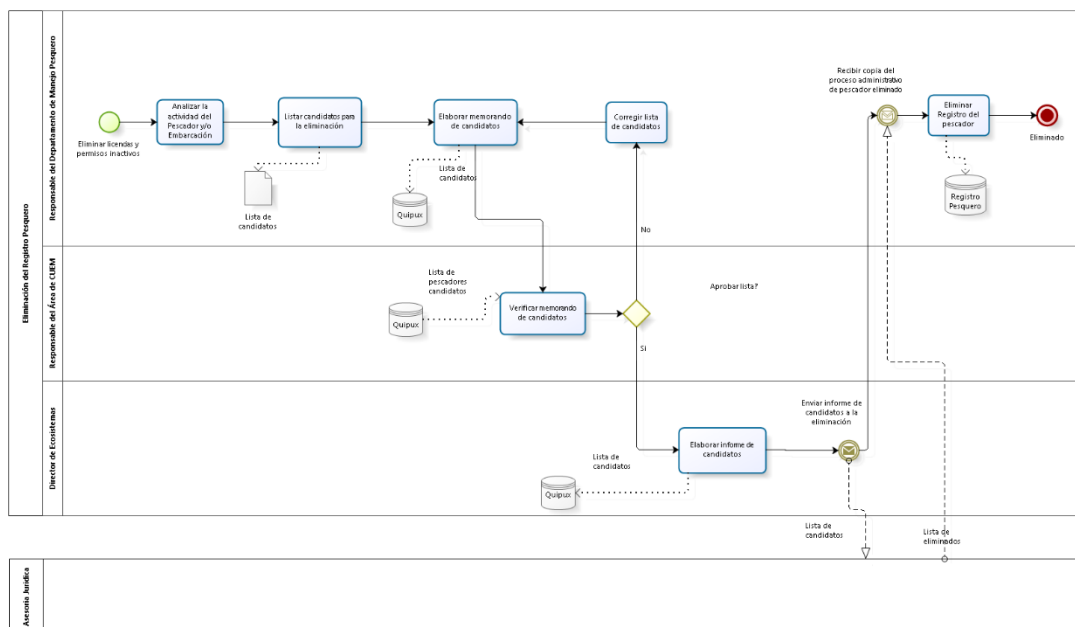 Eliminación del Registro Pesquero
Responsable del Departamento de Manejo Pesquero
Eliminar licencias y
permisos inactivos
Analizar la
actividad del
Pescador y/o
Embarcación
Listar candidatos para
la eliminación
Lista de
candidatos
Elaborar memorando
de candidatos
Lista de
candidatos
Quipux
Corregir lista
de candidatos
No
Recibir copia del
proceso administrativo
de pescador eliminado
Eliminar
Registro del
pescador
Registro
Pesquero
Eliminado
Responsable del Área de CUEM
Lista de
pescadores
candidatos
Quipux
Verificar memorando
de candidatos
Aprobar lista?
Si
Director de Ecosistemas
Lista de
candidatos
Quipux
Elaborar informe de
candidatos
Enviar informe de
candidatos a la
eliminación
Lista de
candidatos
Lista de
eliminados
Asesoria Juridica